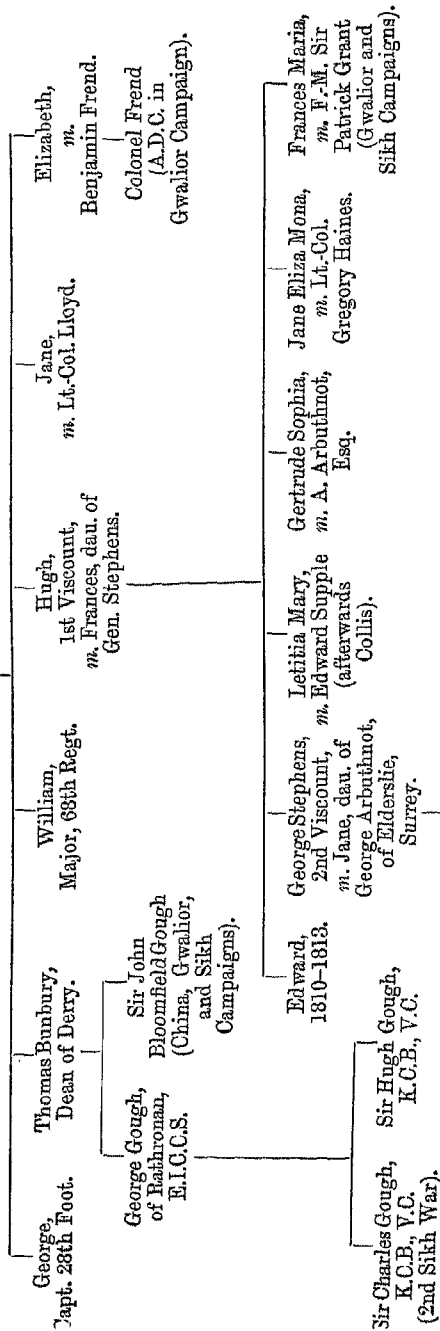 George,
Capt. 28th Foot.
Thomas Bunbury,
Dean of Derry.
William,
Major, 68th Regt.
Hugh,
1st Viscount,
m. Frances, dau. of
Gen. Stephens.
Jane,
m. Lt.-Col. Lloyd.
Elizabeth,
m.
Benjamin Frend.
Colonel Frend
(A.D.C. in
Gwalior Campaign).
George Gough,
of Rathronan,
E.I.C.C.S.
Sir John
Bloomfield Gough
(China, Gwalior,
and Sikh
Campaigns).
Edward,
1810–1813.
George Stephens,
2nd Viscount,
m. Jane, dau. of
George Arbuthnot,
of Elderslie,
Surrey.
Letitia Mary,
m. Edward Supple
(afterwards
Collis).
Gertrude Sophia,
m. A. Arbuthnot,
Esq.
Jane Eliza Mona,
m. Lt.-Col.
Gregory Haines.
Frances Maria,
m. F.-M. Sir
Patrick Grant
(Gwalior and
Sikh Campaigns).
Sir Charles Gough,
K.C.B., V.C.
(2nd Sikh War).
Sir Hugh Gough,
K.C.B., V.C.